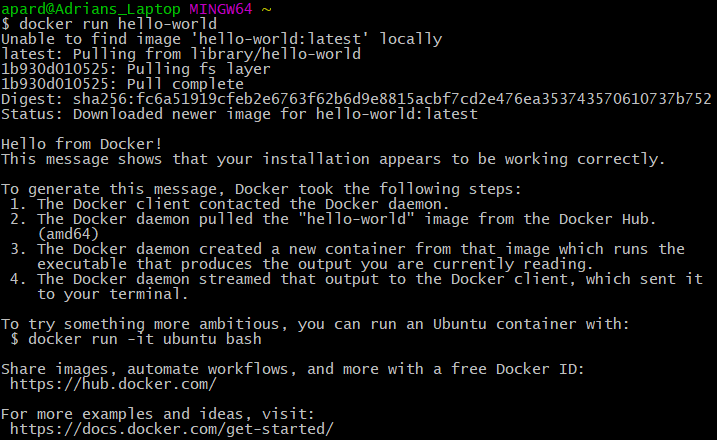 apard@Adrians_Laptop MINGW64 ~
$ docker run hello-world
Unable to find image 'hello-world:latest' locally
latest: Pulling from library/hello-world
1b930d010525: Pulling fs layer
1b930d010525: Pull complete
Digest: sha256:fc6a51919cfeb2e6763f62b6d9e8815acbf7cd2e476ea353743570610737b752
Status: Downloaded newer image for hello-world:latest

Hello from Docker!
This message shows that your installation appears to be working correctly.

To generate this message, Docker took the following steps:
 1. The Docker client contacted the Docker daemon.
 2. The Docker daemon pulled the "hello-world" image from the Docker Hub.
    (amd64)
 3. The Docker daemon created a new container from that image which runs the
    executable that produces the output you are currently reading.
 4. The Docker daemon streamed that output to the Docker client, which sent it
    to your terminal.

To try something more ambitious, you can run an Ubuntu container with:
 $ docker run -it ubuntu bash

Share images, automate workflows, and more with a free Docker ID:
 https://hub.docker.com/

For more examples and ideas, visit:
 https://docs.docker.com/get-started/